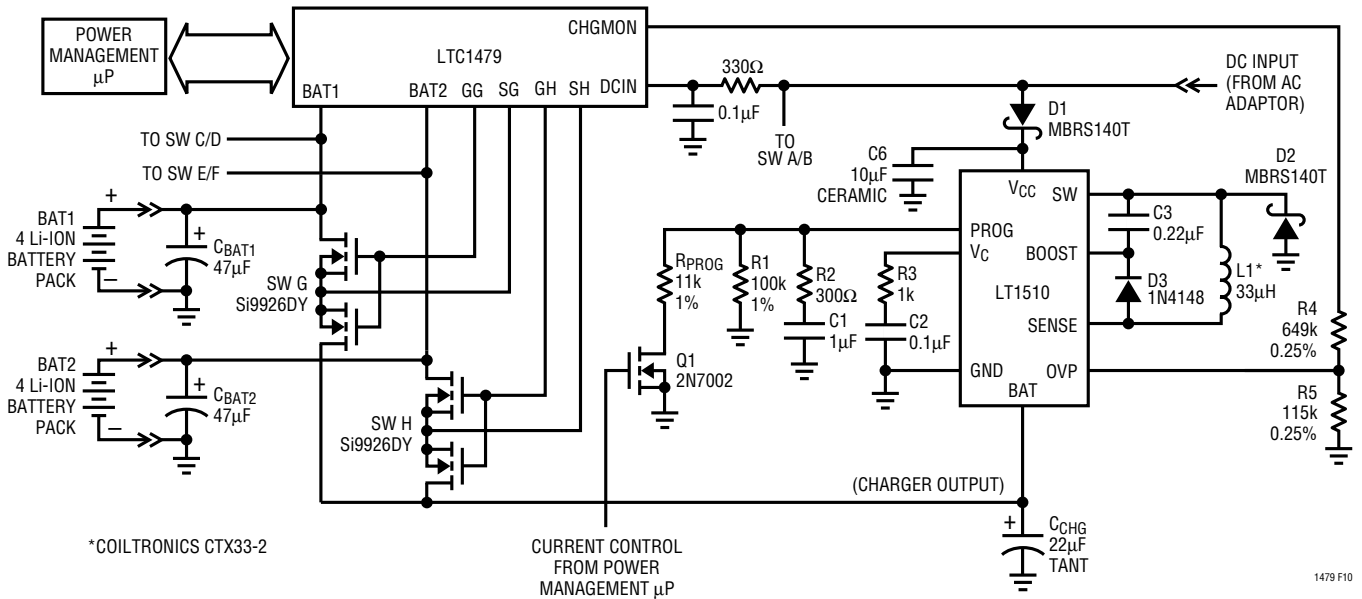 POWER
MANAGEMENT
µP
LTC1479
CHGMON
BAT1
BAT2
GG
SG
GH
SH
DCIN
330Ω
0.1µF
TO
SW A/B
DC INPUT
(FROM AC
ADAPTOR)
D1
MBRS140T
C6
10µF
CERAMIC
D2
MBRS140T
TO SW C/D
TO SW E/F
+
BAT1
4 Li-ION
BATTERY
PACK
–
+
CBAT1
47µF
SW G
Si9926DY
+
BAT2
4 Li-ION
BATTERY
PACK
–
+
CBAT2
47µF
SW H
Si9926DY
RPROG
11k
1%
R1
100k
1%
R2
300Ω
C1
1µF
R3
1k
C2
0.1µF
Q1
2N7002
VCC
SW
PROG
VC
BOOST
LT1510
SENSE
GND
OVP
BAT
C3
0.22µF
D3
1N4148
L1*
33µH
R4
649k
0.25%
R5
115k
0.25%
(CHARGER OUTPUT)
+
CCHG
22µF
TANT
*COILTRONICS CTX33-2
CURRENT CONTROL
FROM POWER
MANAGEMENT µP
1479 F10